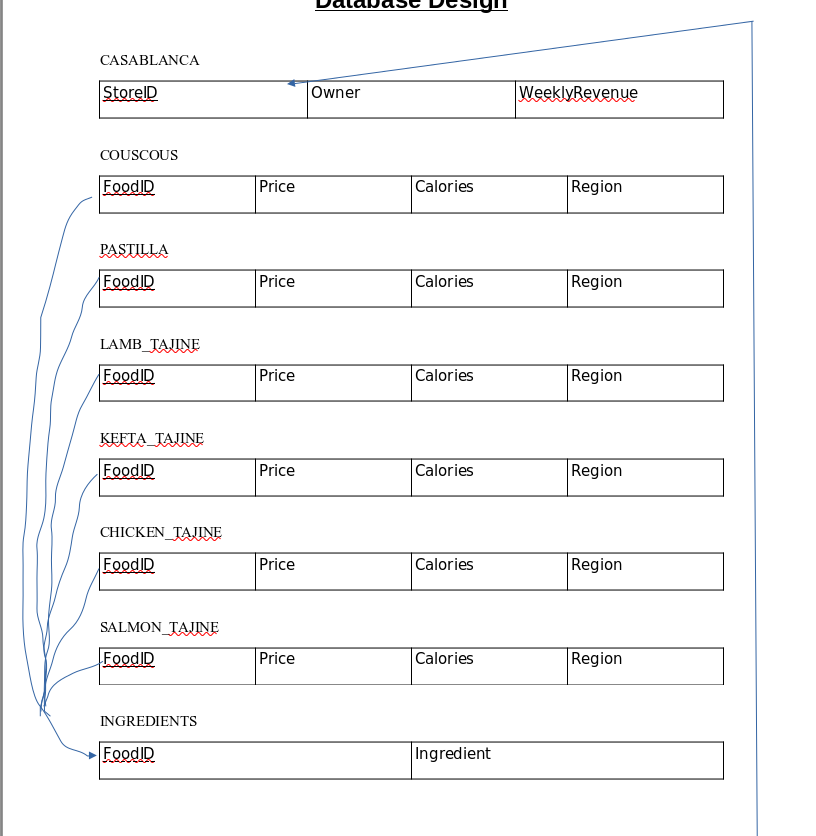 Database Design
CASABLANCA
StoreID Owner WeeklyRevenue
COUSCOUS
FoodID Price Calories Region
PASTILLA
FoodID Price Calories Region
LAMB_TAJINE
FoodID Price Calories Region
KEFTA_TAJINE
FoodID Price Calories Region
CHICKEN_TAJINE
FoodID Price Calories Region
SALMON_TAJINE
FoodID Price Calories Region
INGREDIENTS
FoodID Ingredient